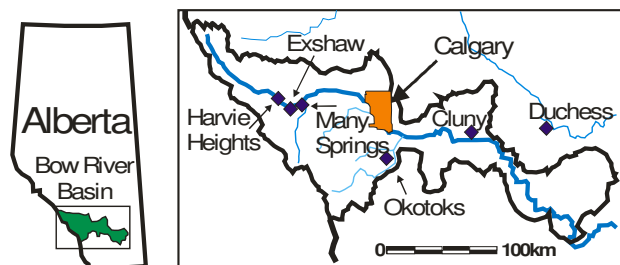 Alberta
Bow River
Basin
Exshaw
Calgary
Harvie
Heights
Many
Springs
Cluny
Duchess
Okotoks
0 100km